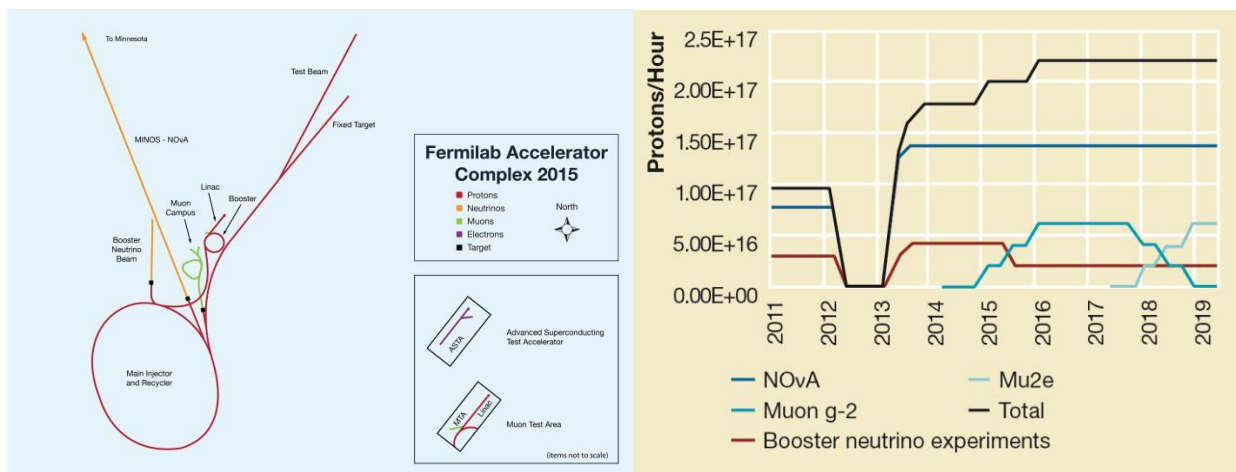 To Minnesota
Test Beam
MINOS - NOνA
Fixed Target
Linac
Muon
Campus
Booster
Booster
Neutrino
Beam
Main Injector
and Recycler
Fermilab Accelerator
Complex 2015
Protons
Neutrinos
Muons
Electrons
Target
North
ASTA
Advanced Superconducting
Test Accelerator
MTA
Linac
Muon Test Area
(items not to scale)
Protons/Hour
2.5E+17
2.00E+17
1.50E+17
1.00E+17
5.00E+16
0.00E+00
2011
2012
2013
2014
2015
2016
2017
2018
2019
NOvA
Mu2e
Muon g-2
Total
Booster neutrino experiments